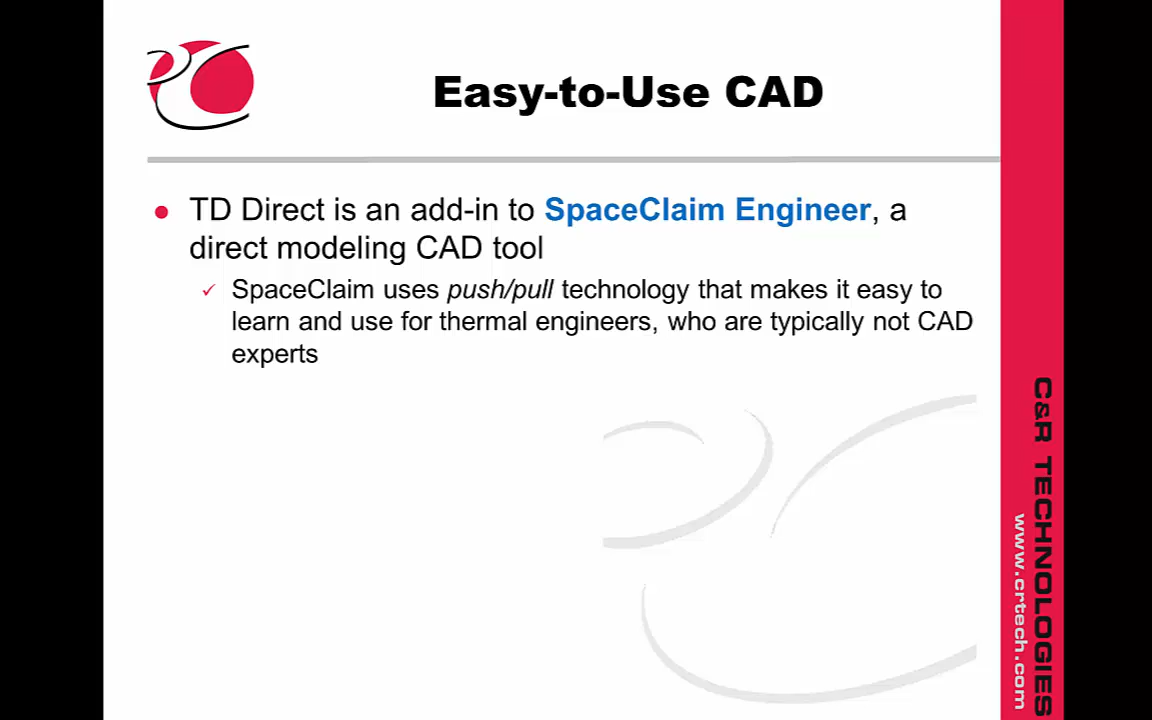 Easy-to-Use CAD
TD Direct is an add-in to SpaceClaim Engineer, a
direct modeling CAD tool
SpaceClaim uses push/pull technology that makes it easy to
learn and use for thermal engineers, who are typically not CAD
experts
C&R TECHNOLOGIES
www.crtech.com